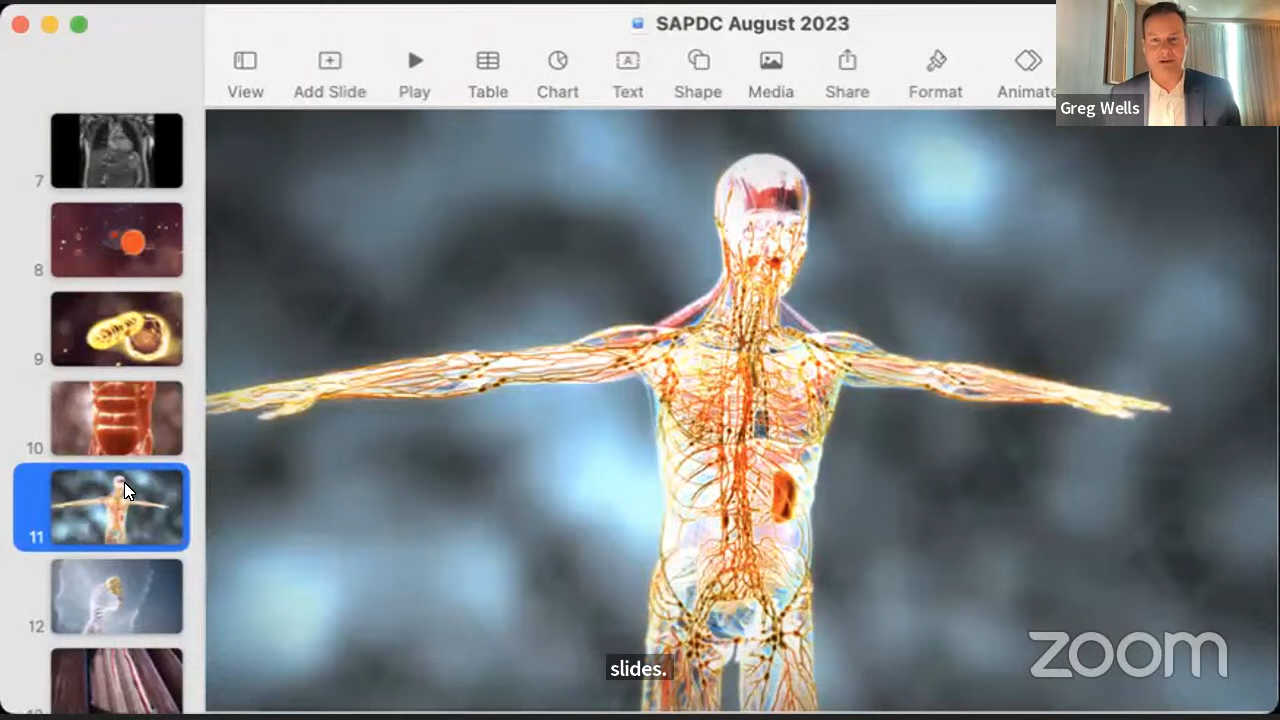 SAPDC August 2023
View
Add Slide
Play
Table
Chart
Text
Shape
Media
Share
Format
Animate
Greg Wells
7
8
9
10
11
12
slides.
zoom